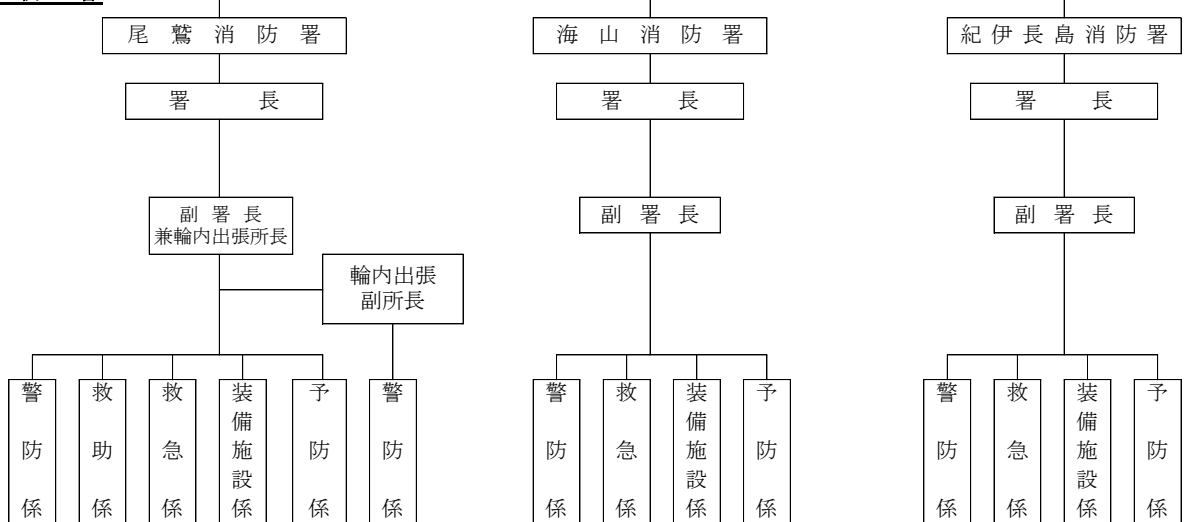 尾鷲消防署
海山消防署
紀伊長島消防署
署長
署長
署長
副署長
兼輪内出張所長
副署長
副署長
輪内出張
副所長
警防係
救助係
救急係
装備施設係
予防係
警防係
警防係
救急係
装備施設係
予防係
警防係
救急係
装備施設係
予防係